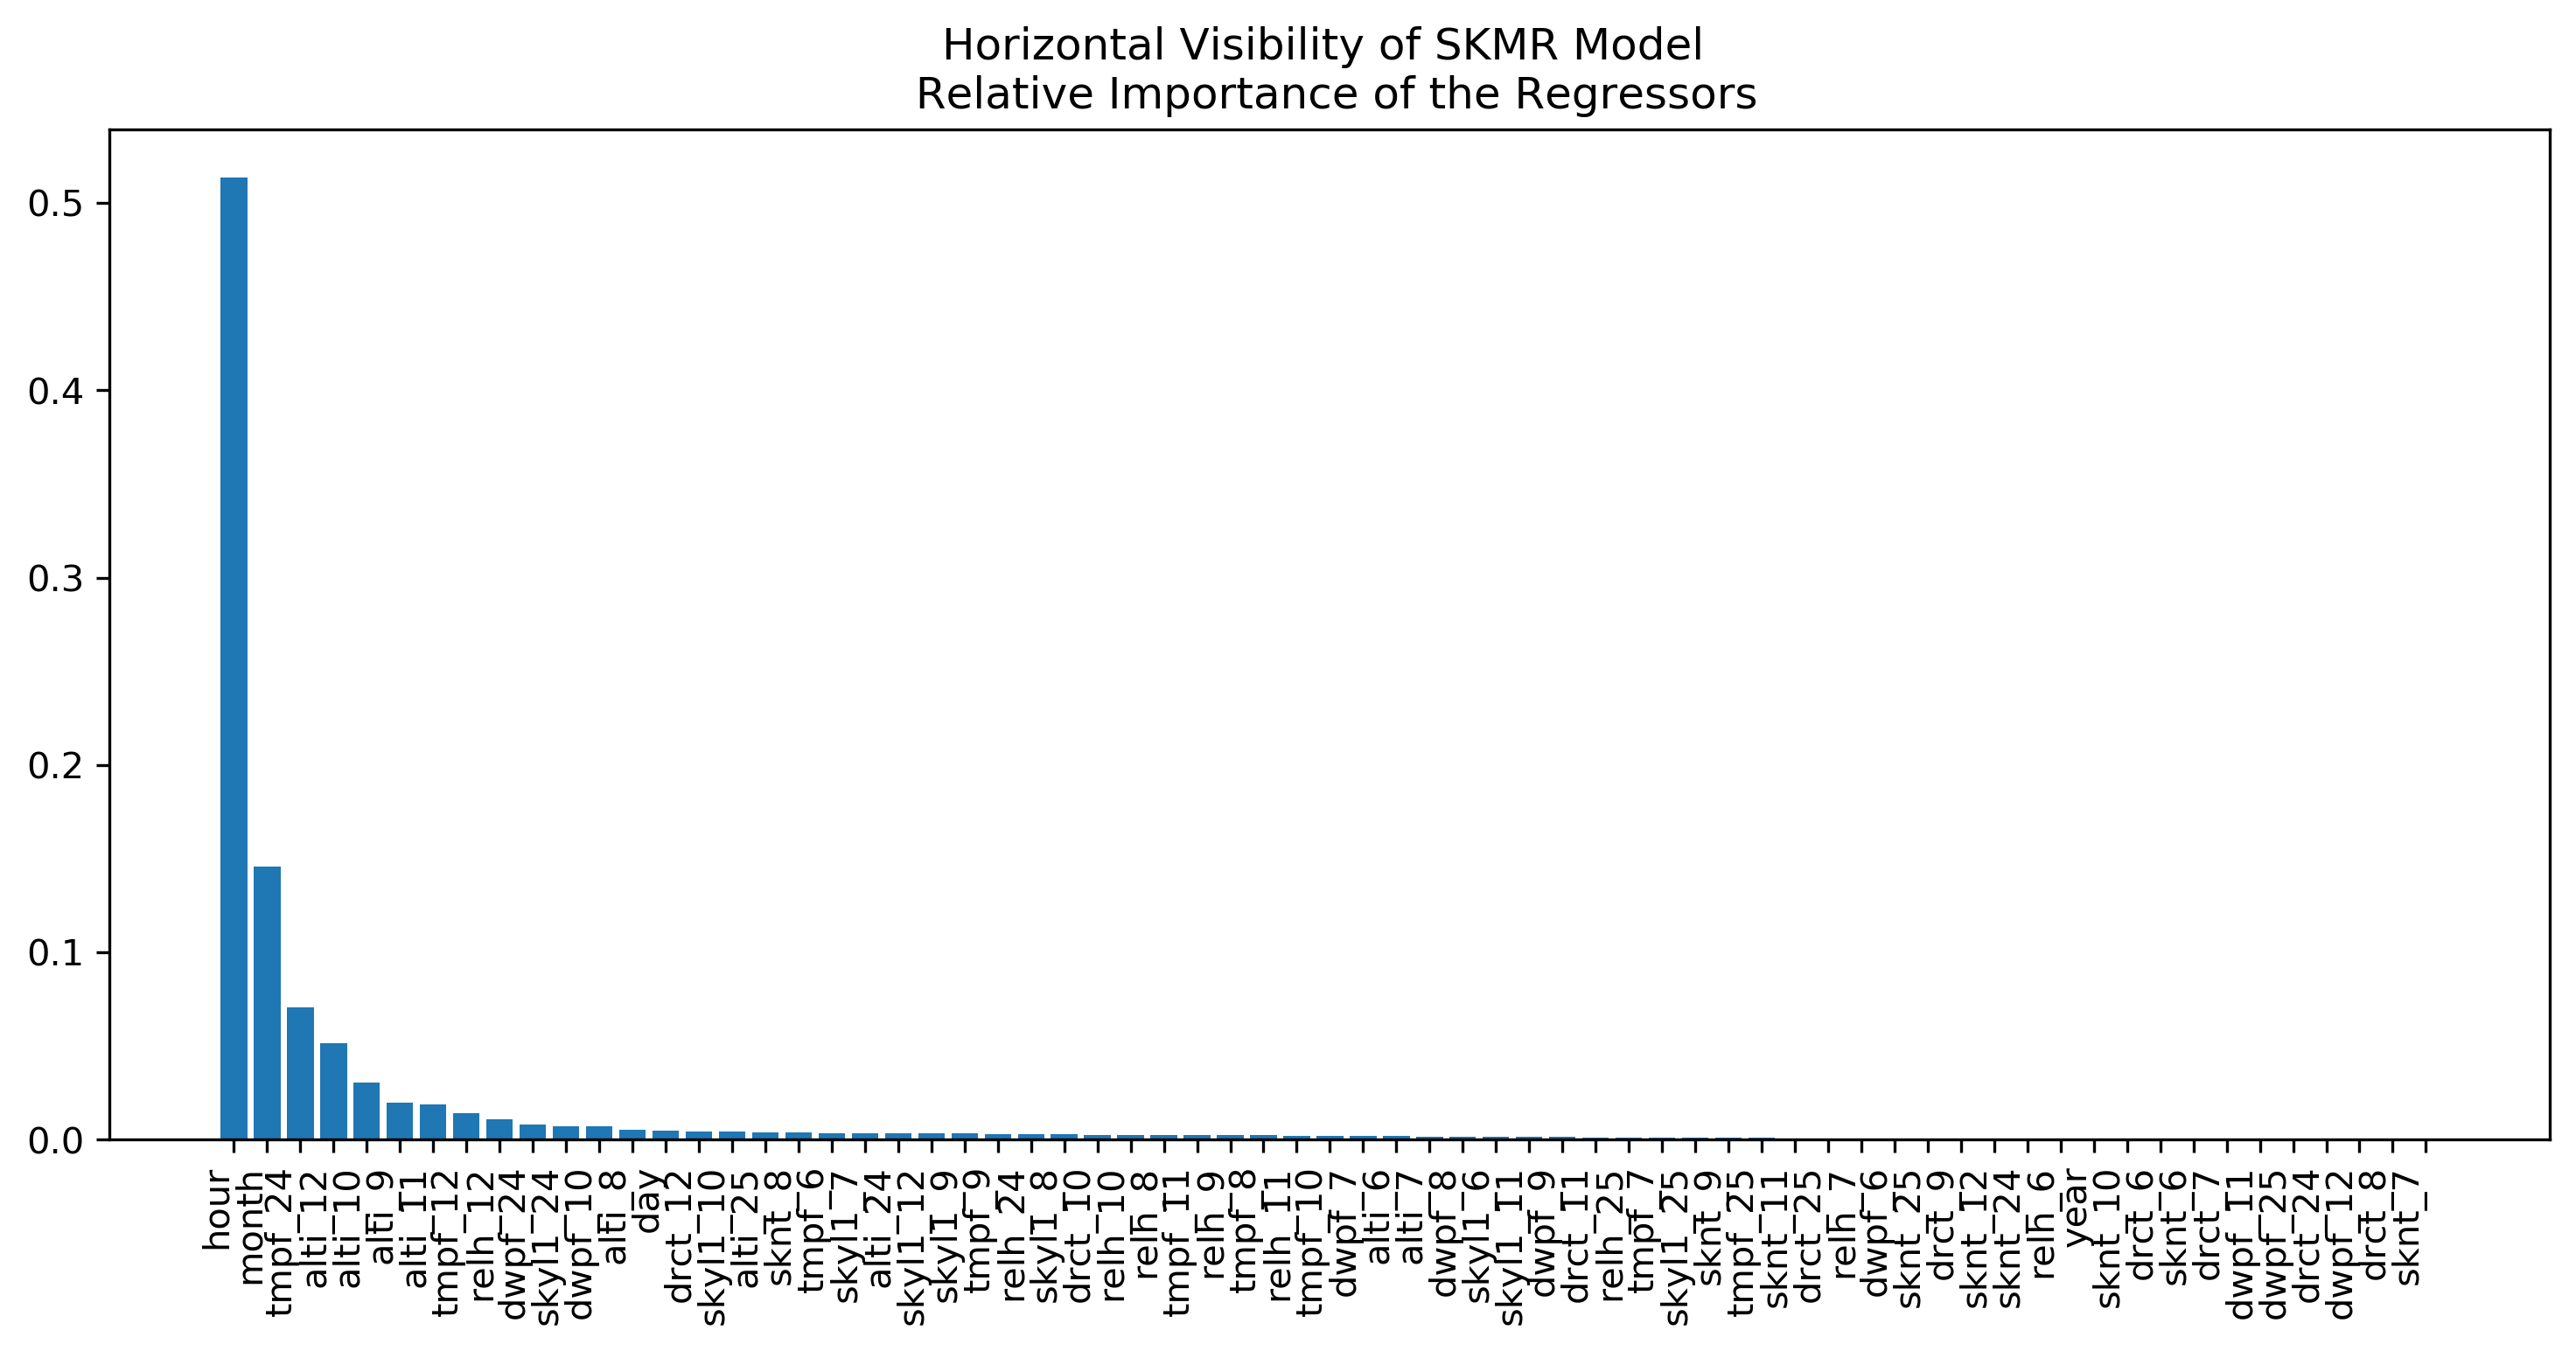 Horizontal Visibility of SKMR Model
Relative Importance of the Regressors
0.5
0.4
0.3
0.2
0.1
0.0
hour
month
tmpf_24
alti_12
alti_10
alti_9
alti_11
tmpf_12
relh_12
dwpf_24
skyl1_24
dwpf_10
alti_8
day
drct_12
skyl1_10
alti_25
sknt_8
tmpf_6
skyl1_7
alti_24
skyl1_12
skyl1_9
tmpf_9
relh_24
skyl1_8
drct_10
relh_10
relh_8
tmpf_11
relh_9
tmpf_8
relh_11
tmpf_10
dwpf_7
alti_6
alti_7
dwpf_8
skyl1_6
skyl1_11
dwpf_9
drct_11
relh_25
tmpf_7
skyl1_25
sknt_9
tmpf_25
sknt_11
drct_25
relh_7
dwpf_6
sknt_25
drct_9
sknt_12
sknt_24
relh_6
year
sknt_10
drct_6
sknt_6
drct_7
dwpf_11
dwpf_25
drct_24
dwpf_12
drct_8
sknt_7